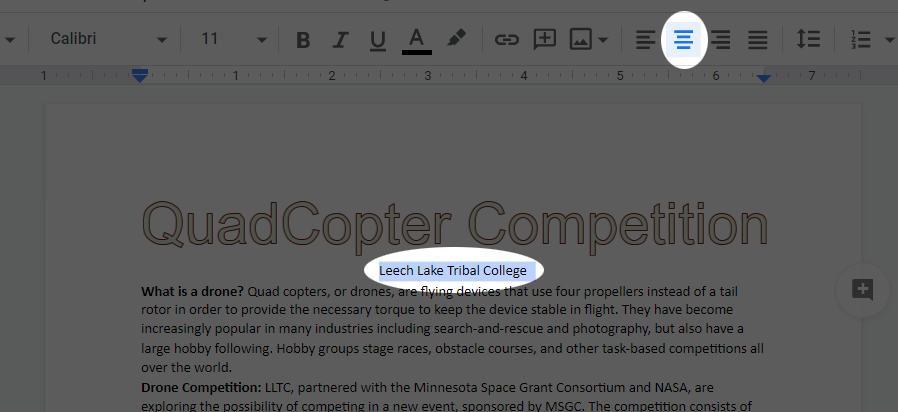 Calibri 11 B I U A
1 1 2 3 4 5 6 7
QuadCopter Competition
Leech Lake Tribal College
What is a drone? Quad copters, or drones, are flying devices that use four propellers instead of a tail
rotor in order to provide the necessary torque to keep the device stable in flight. They have become
increasingly popular in many industries including search-and-rescue and photography, but also have a
large hobby following. Hobby groups stage races, obstacle courses, and other task-based competitions all
over the world.
Drone Competition: LLTC, partnered with the Minnesota Space Grant Consortium and NASA, are
exploring the possibility of competing in a new event, sponsored by MSGC. The competition consists of